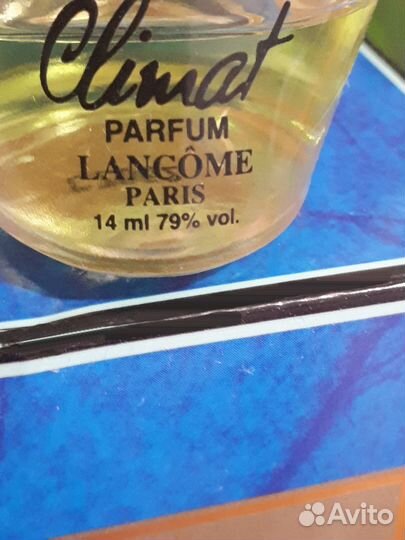 Climat
PARFUM
LANCÔME
PARIS
14 ml 79% vol.
Avito